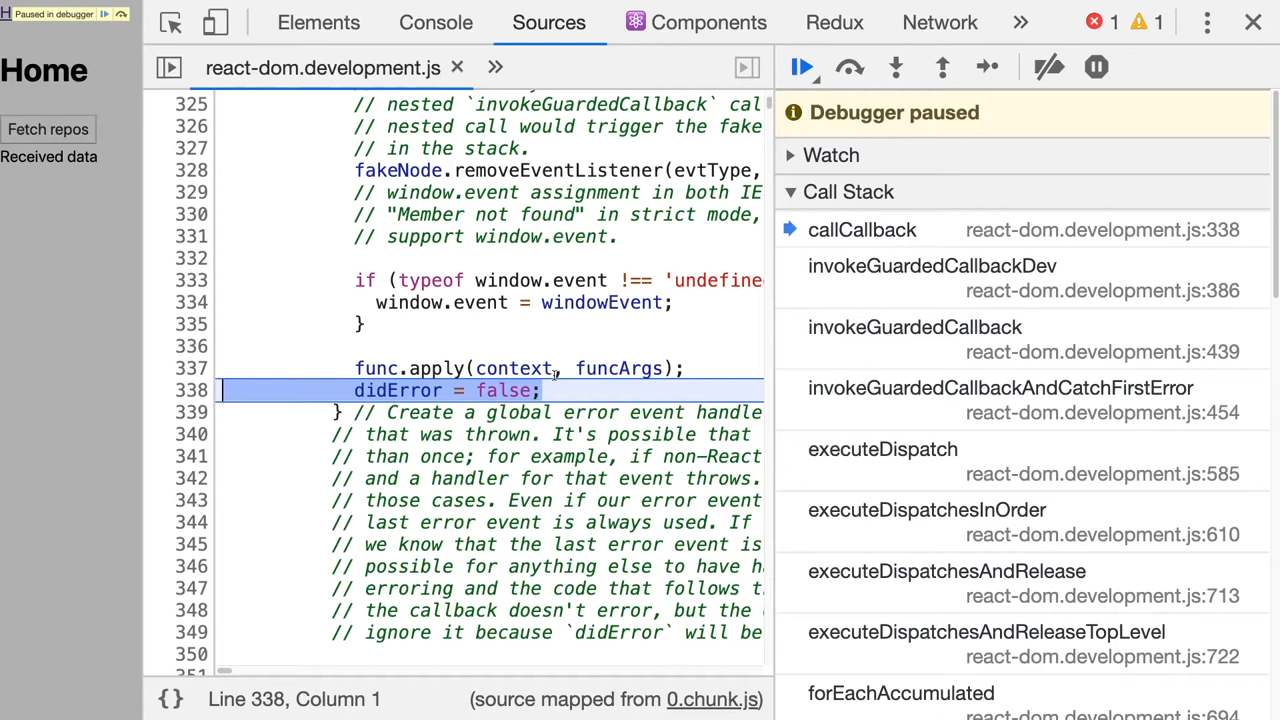 H Paused in debugger
Home
Fetch repos
Received data
Elements Console Sources Components Redux Network » 1 1
react-dom.development.js × »
325 // nested `invokeGuardedCallback` cal
326 // nested call would trigger the fake
327 // in the stack.
328 fakeNode.removeEventListener(evtType,
329 // window.event assignment in both IE
330 // "Member not found" in strict mode,
331 // support window.event.
332
333 if (typeof window.event !== 'undefine
334 window.event = windowEvent;
335 }
336
337 func.apply(context, funcArgs);
338 didError = false;
339 } // Create a global error event handle
340 // that was thrown. It's possible that
341 // than once; for example, if non-React
342 // and a handler for that event throws.
343 // those cases. Even if our error event
344 // last error event is always used. If
345 // we know that the last error event is
346 // possible for anything else to have h
347 // erroring and the code that follows t
348 // the callback doesn't error, but the
349 // ignore it because `didError` will be
350
351
{} Line 338, Column 1 (source mapped from 0.chunk.js)
Debugger paused
Watch
Call Stack
callCallback react-dom.development.js:338
invokeGuardedCallbackDev
react-dom.development.js:386
invokeGuardedCallback
react-dom.development.js:439
invokeGuardedCallbackAndCatchFirstError
react-dom.development.js:454
executeDispatch
react-dom.development.js:585
executeDispatchesInOrder
react-dom.development.js:610
executeDispatchesAndRelease
react-dom.development.js:713
executeDispatchesAndReleaseTopLevel
react-dom.development.js:722
forEachAccumulated
react-dom.development.js:694